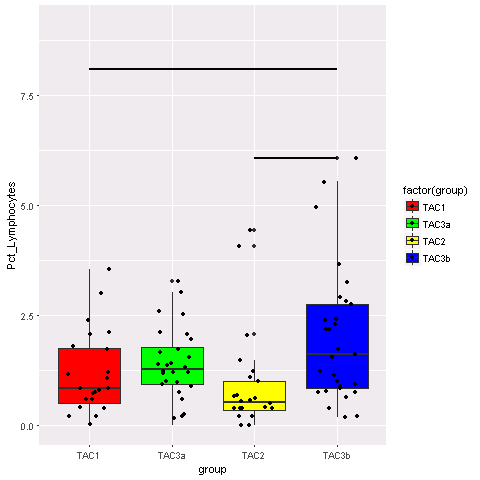 Pct_Lymphocytes
7.5
5.0
2.5
0.0
TAC1 TAC3a TAC2 TAC3b
group
factor(group)
TAC1
TAC3a
TAC2
TAC3b